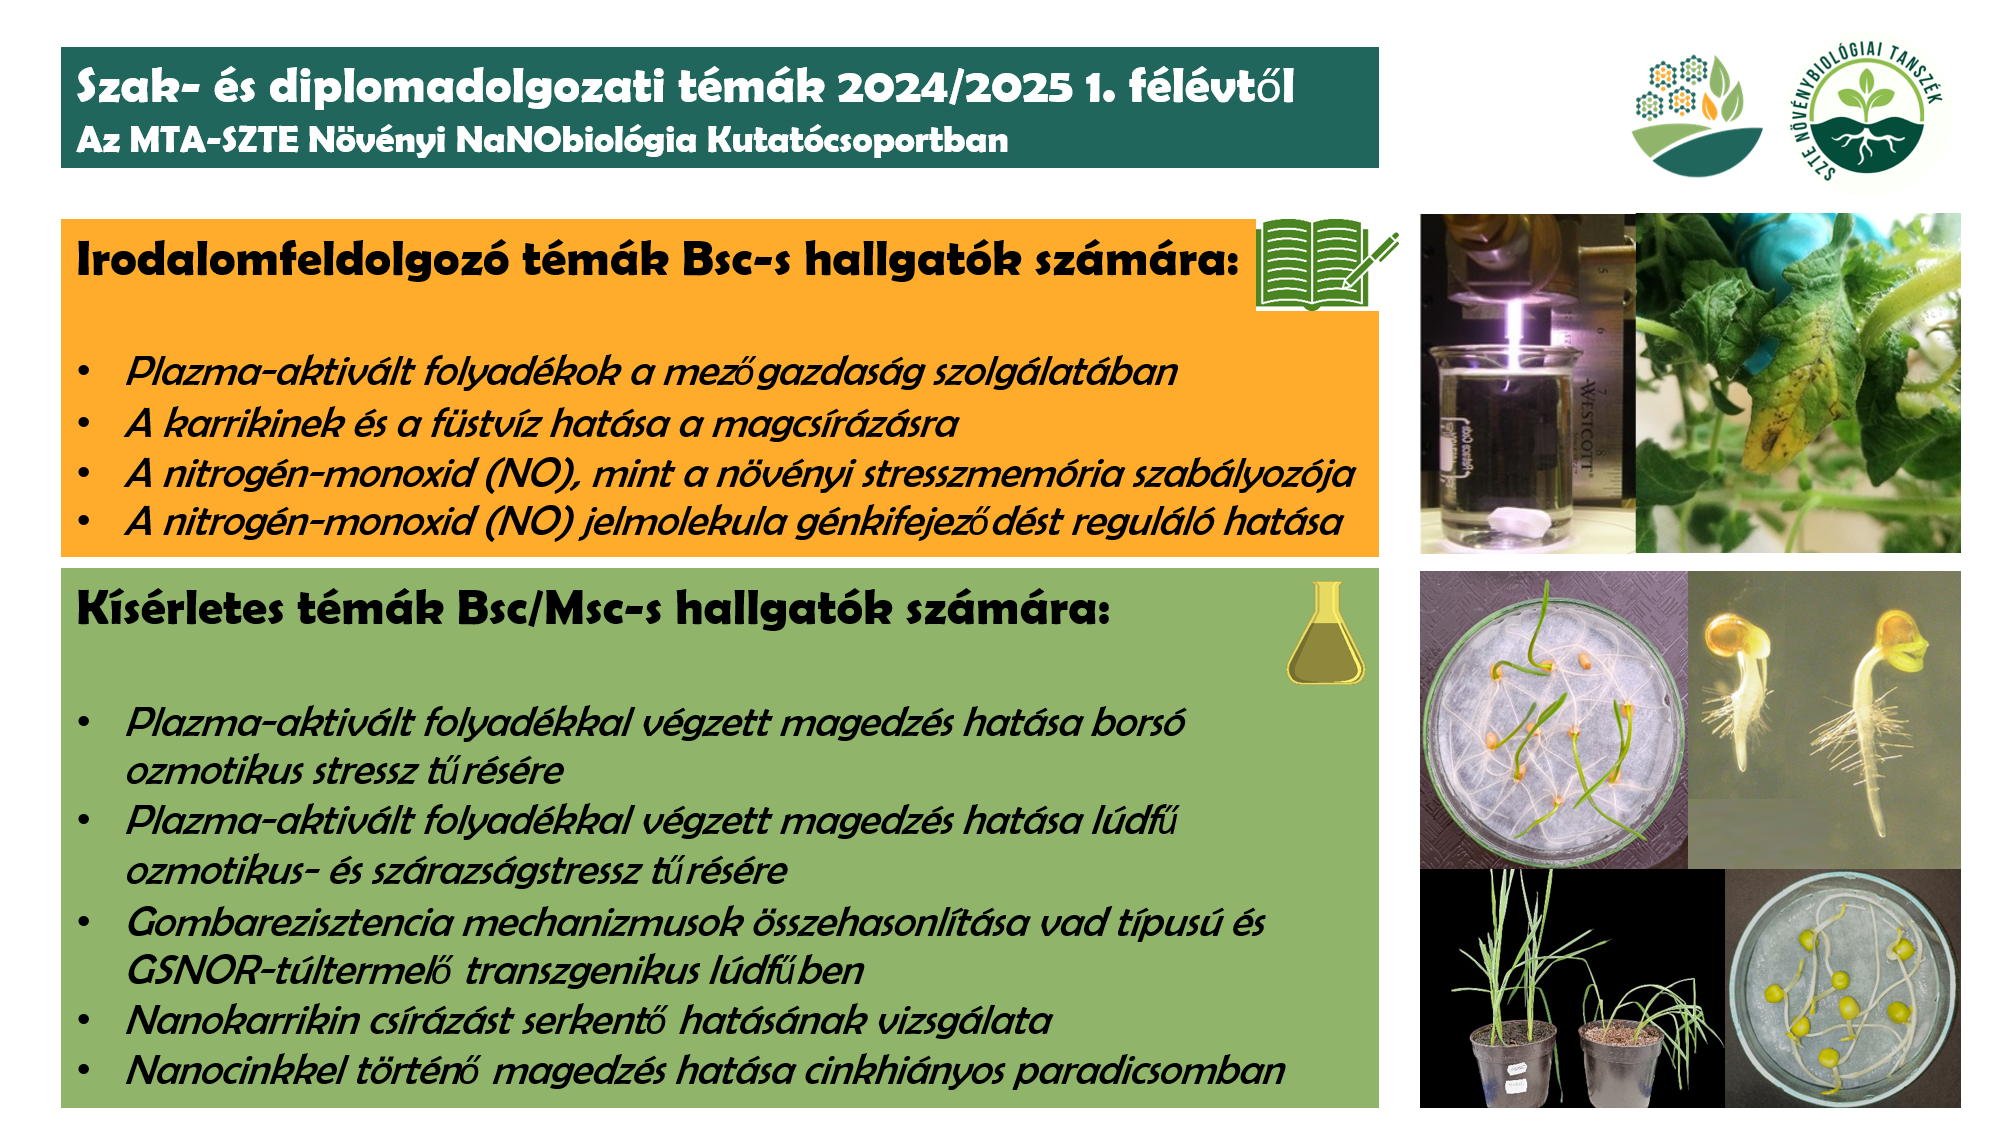 Szak- és diplomadolgozati témák 2024/2025 1. félévtől
Az MTA-SZTE Növényi NaNObiológia Kutatócsoportban
SZTE NÖVÉNYBIOLÓGIAI TANSZÉK
Irodalomfeldolgozó témák Bsc-s hallgatók számára:
• Plazma-aktivált folyadékok a mezőgazdaság szolgálatában
• A karrikinek és a füstvíz hatása a magcsírázásra
• A nitrogén-monoxid (NO), mint a növényi stresszmemória szabályozója
• A nitrogén-monoxid (NO) jelmolekula génkifejeződést reguláló hatása
WESTCOTT
Kísérletes témák Bsc/Msc-s hallgatók számára:
• Plazma-aktivált folyadékkal végzett magedzés hatása borsó
ozmotikus stressz tűrésére
• Plazma-aktivált folyadékkal végzett magedzés hatása lúdfű
ozmotikus- és szárazságstressz tűrésére
• Gombarezisztencia mechanizmusok összehasonlítása vad típusú és
GSNOR-túltermelő transzgenikus lúdfűben
• Nanokarrikin csírázást serkentő hatásának vizsgálata
• Nanocinkkel történő magedzés hatása cinkhiányos paradicsomban